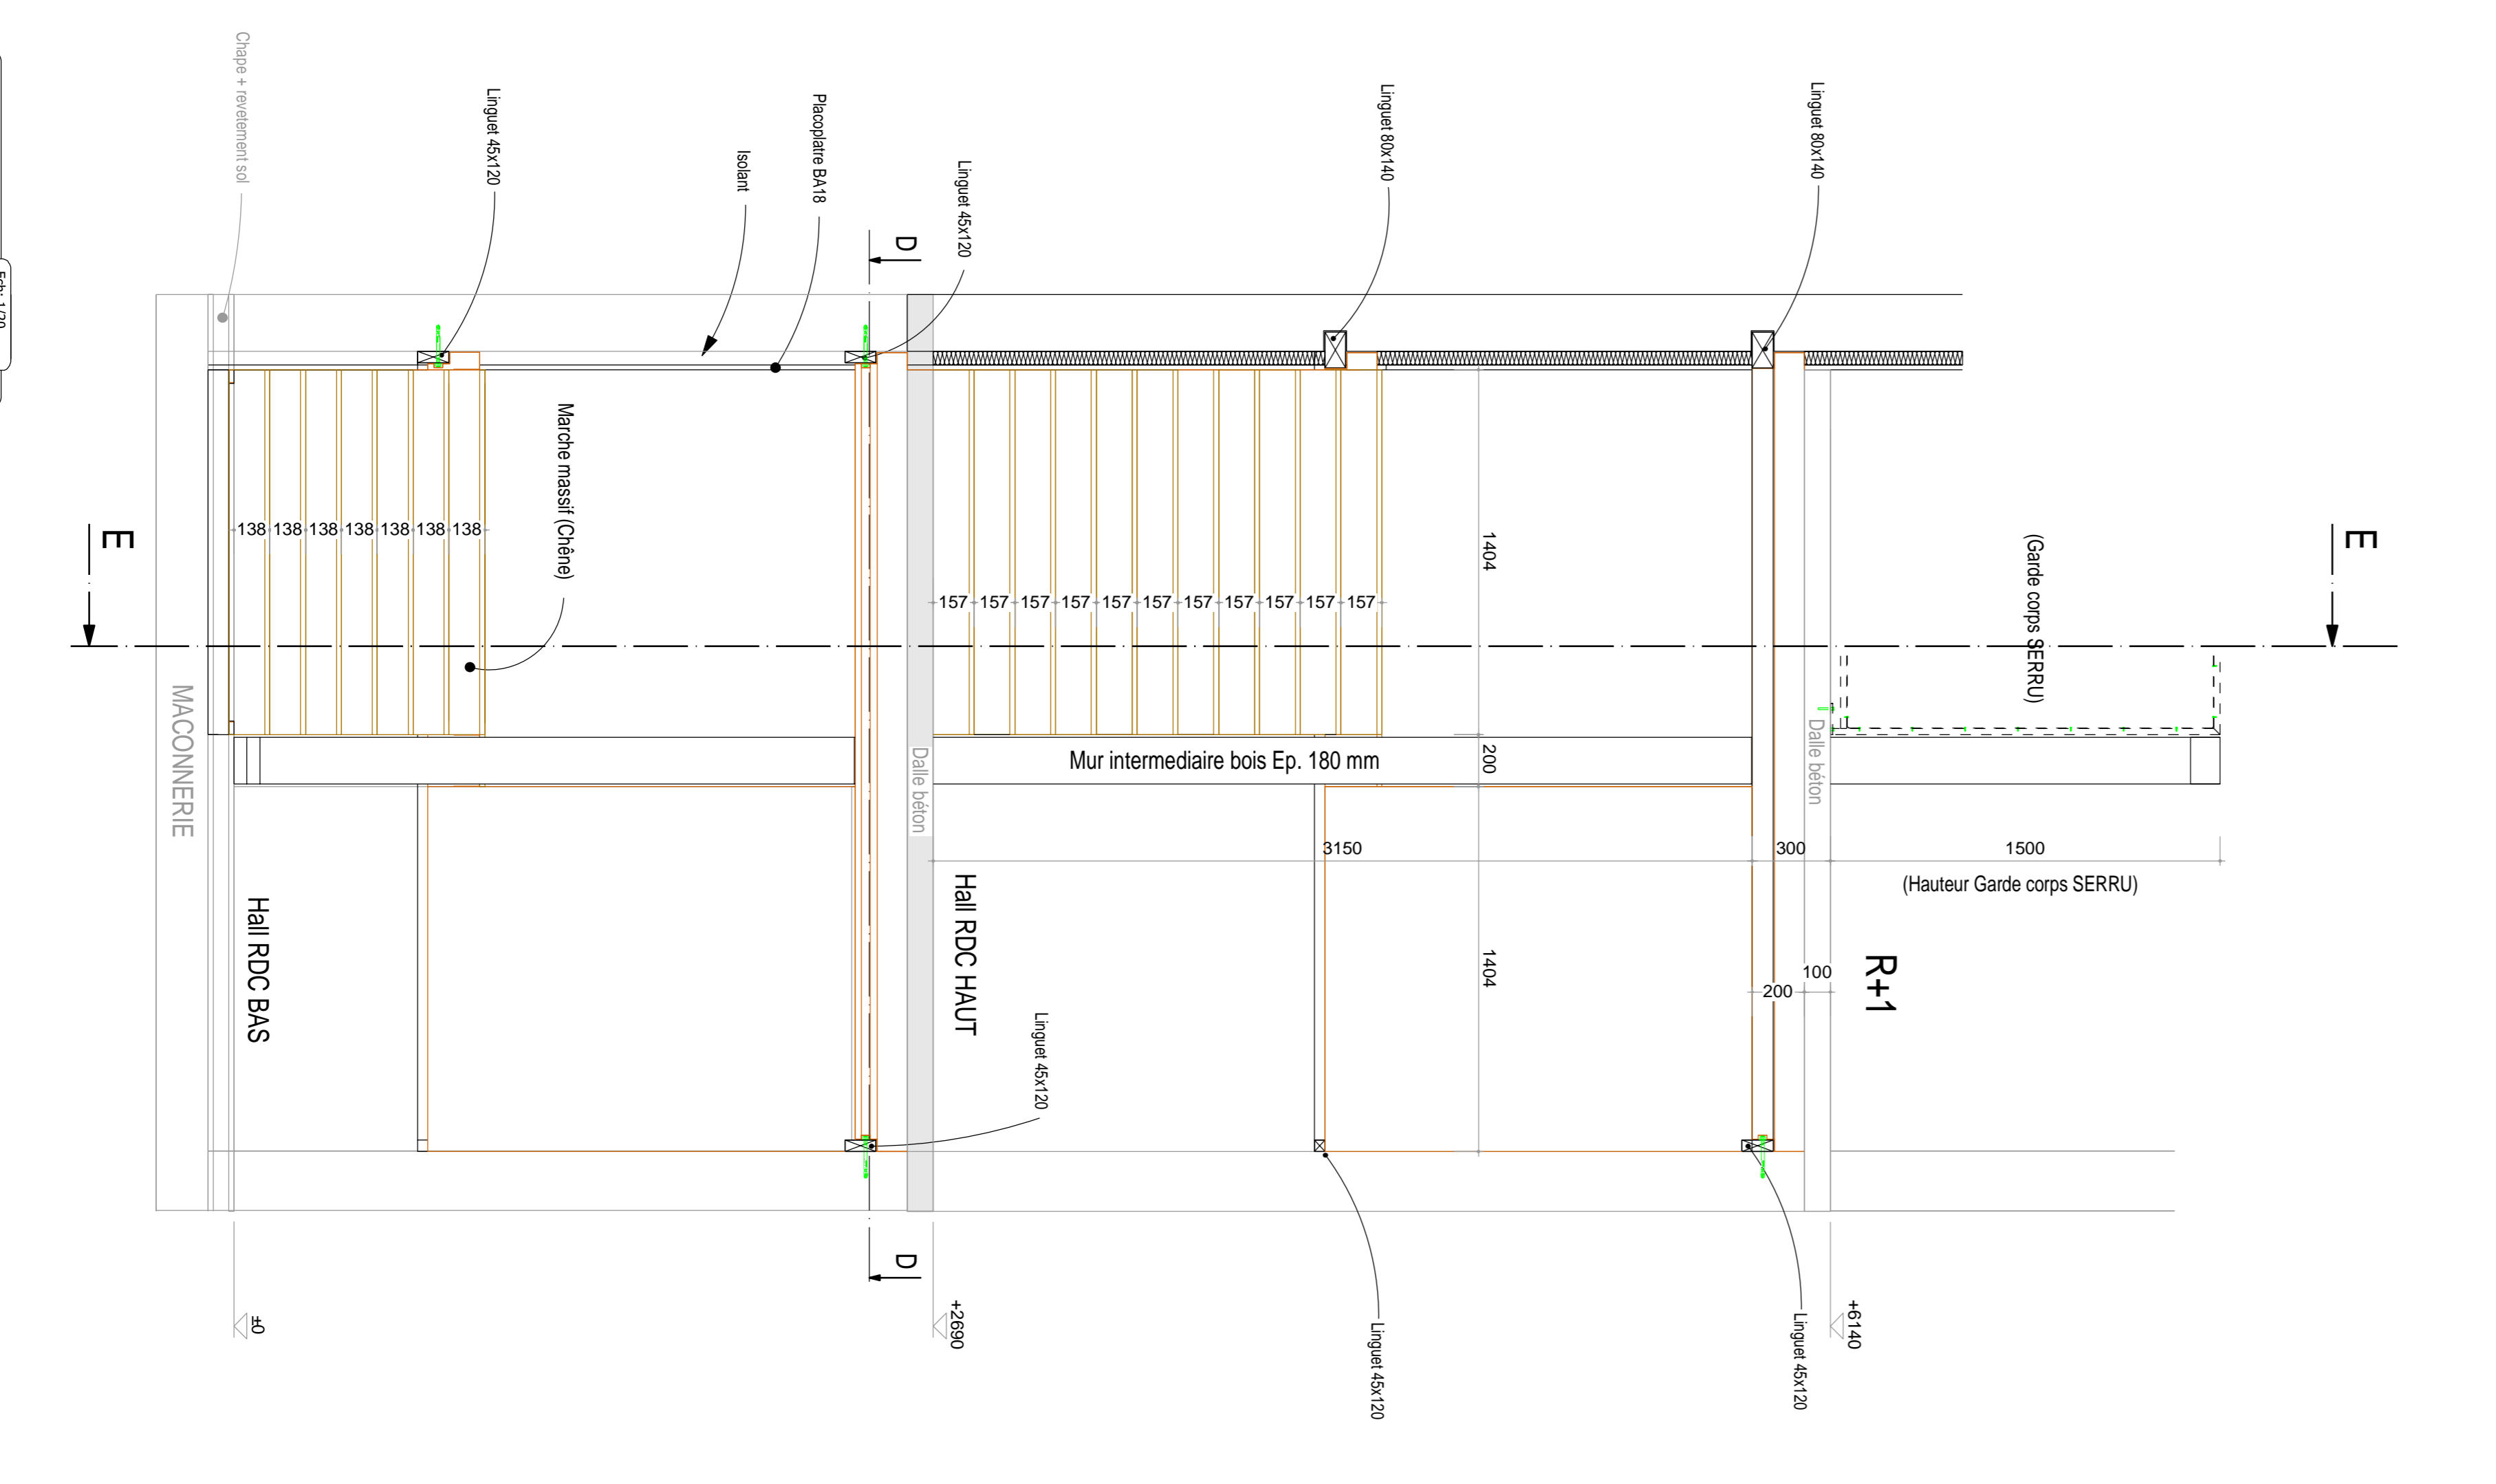 Chape + revetement sol
Linguet 45x120
Isolant
Placoplatre BA18
Linguet 45x120
Linguet 80x140
Linguet 80x140
D
Ech: 1/20
Marche massif (Chêne)
E
E
138 138 138 138 138 138 138
157 157 157 157 157 157 157 157 157 157 157
1404
(Garde corps SERRU)
MACONNERIE
Dalle béton
Mur intermediaire bois Ep. 180 mm
200
Dalle béton
3150
300
1500
(Hauteur Garde corps SERRU)
Hall RDC BAS
Hall RDC HAUT
1404
100
200
R+1
Linguet 45x120
D
±0
+2690
Linguet 45x120
Linguet 45x120
+6140